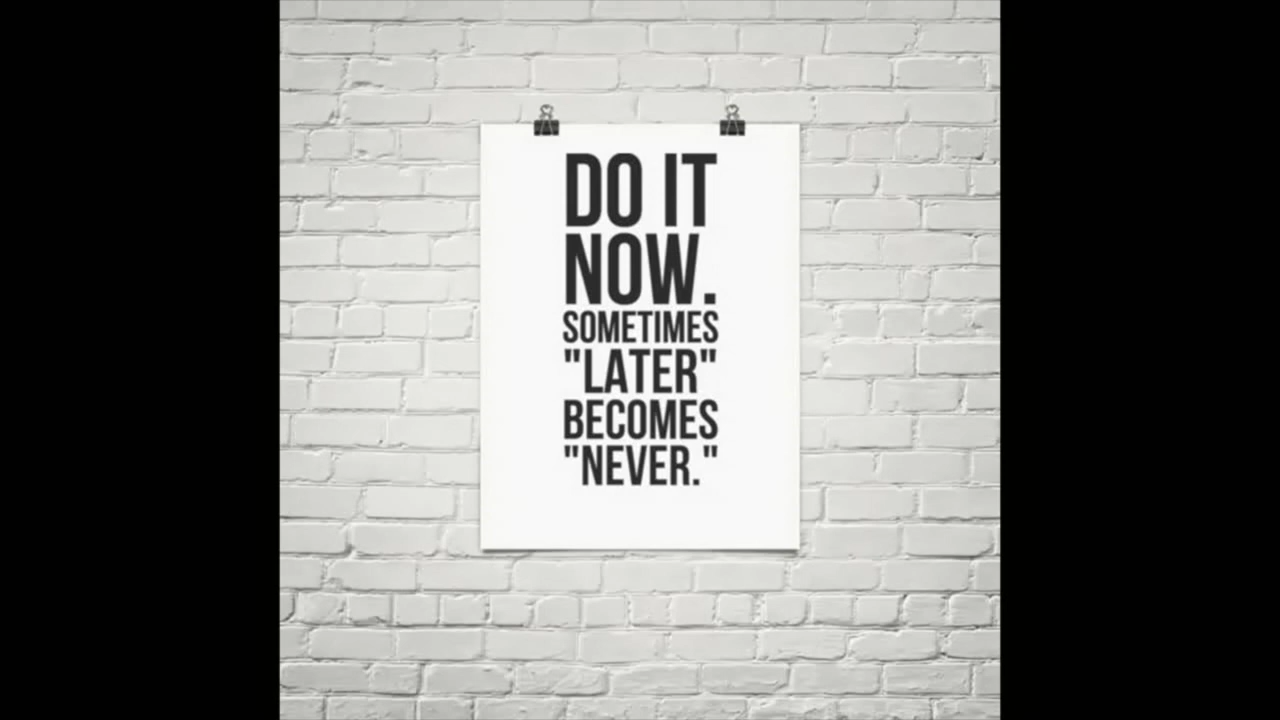 DO IT
NOW.
SOMETIMES
"LATER"
BECOMES
"NEVER."